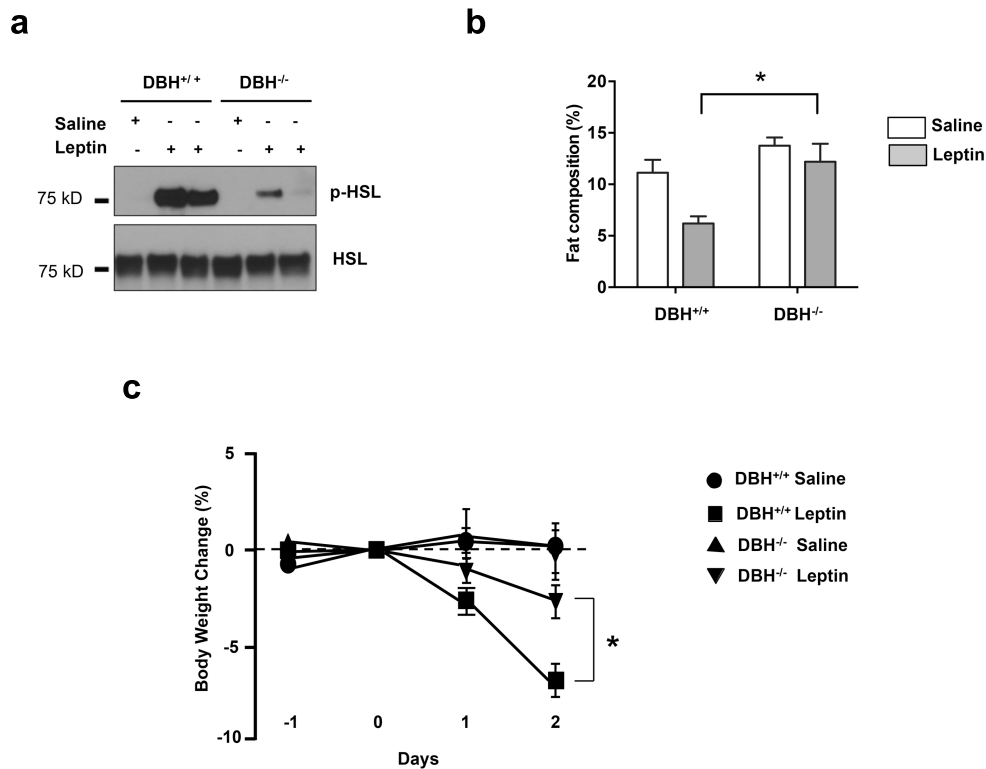 a
DBH+/+ DBH-/-
Saline + - - + - -
Leptin - + + - + +
75 kD p-HSL
75 kD HSL
b
Fat composition (%)
20
15
10
5
0
DBH+/+ DBH-/-
*
Saline
Leptin
c
Body Weight Change (%)
5
0
-5
-10
-1 0 1 2
Days
*
DBH+/+ Saline
DBH+/+ Leptin
DBH-/- Saline
DBH-/- Leptin